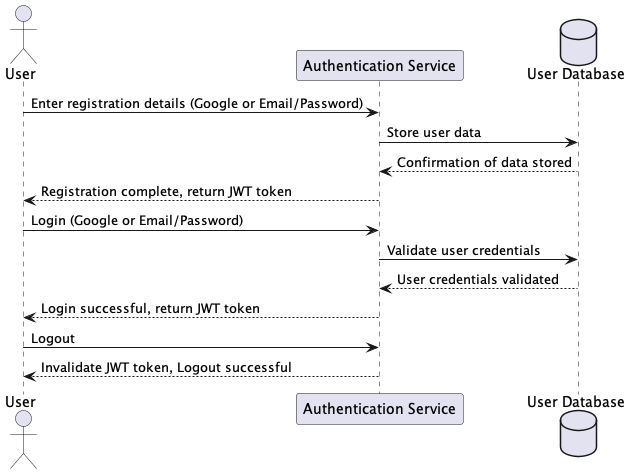 User
Authentication Service
User Database
Enter registration details (Google or Email/Password)
Store user data
Confirmation of data stored
Registration complete, return JWT token
Login (Google or Email/Password)
Validate user credentials
User credentials validated
Login successful, return JWT token
Logout
Invalidate JWT token, Logout successful
User
Authentication Service
User Database